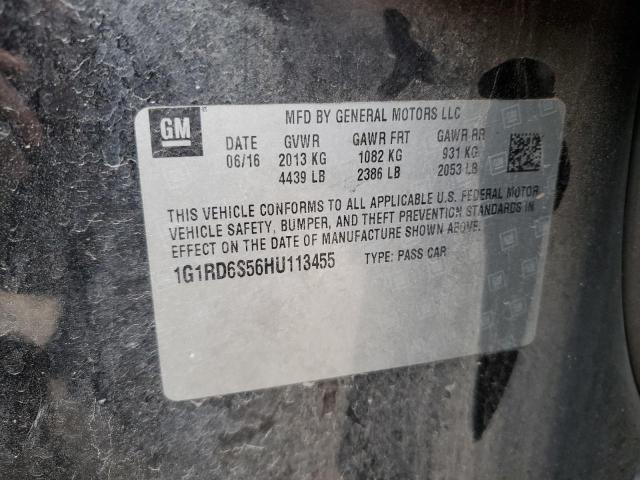 GM
MFD BY GENERAL MOTORS LLC
DATE GVWR GAWR FRT GAWR RR
06/16 2013 KG 1082 KG 931 KG
4439 LB 2386 LB 2053 LB
THIS VEHICLE CONFORMS TO ALL APPLICABLE U.S. FEDERAL MOTOR
VEHICLE SAFETY, BUMPER, AND THEFT PREVENTION STANDARDS IN
EFFECT ON THE DATE OF MANUFACTURE SHOWN ABOVE.
1G1RD6S56HU113455 TYPE: PASS CAR